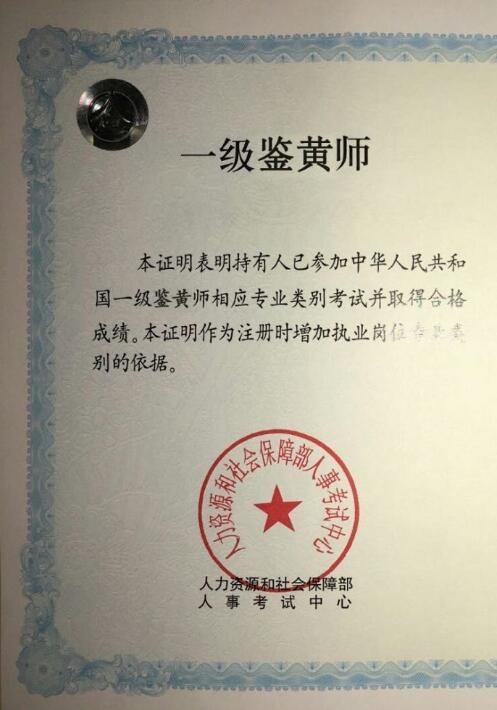 一级鉴黄师
本证明表明持有人已参加中华人民共和
国一级鉴黄师相应专业类别考试并取得合格
成绩。本证明作为注册时增加执业岗位专业类
别的依据。
人力资源和社会保障部人事考试中心
人力资源和社会保障部
人事考试中心